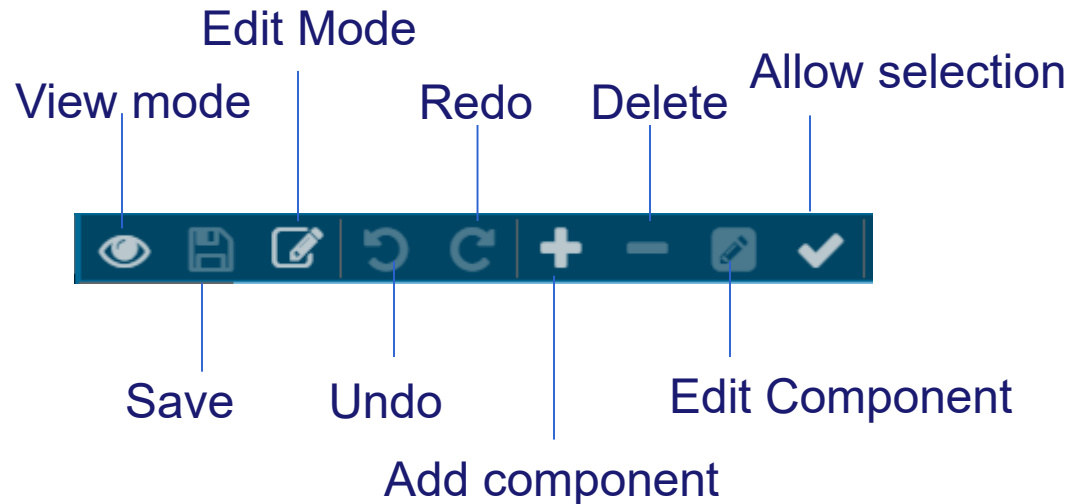 Edit Mode
View mode
Redo
Delete
Allow selection
Save
Undo
Edit Component
Add component